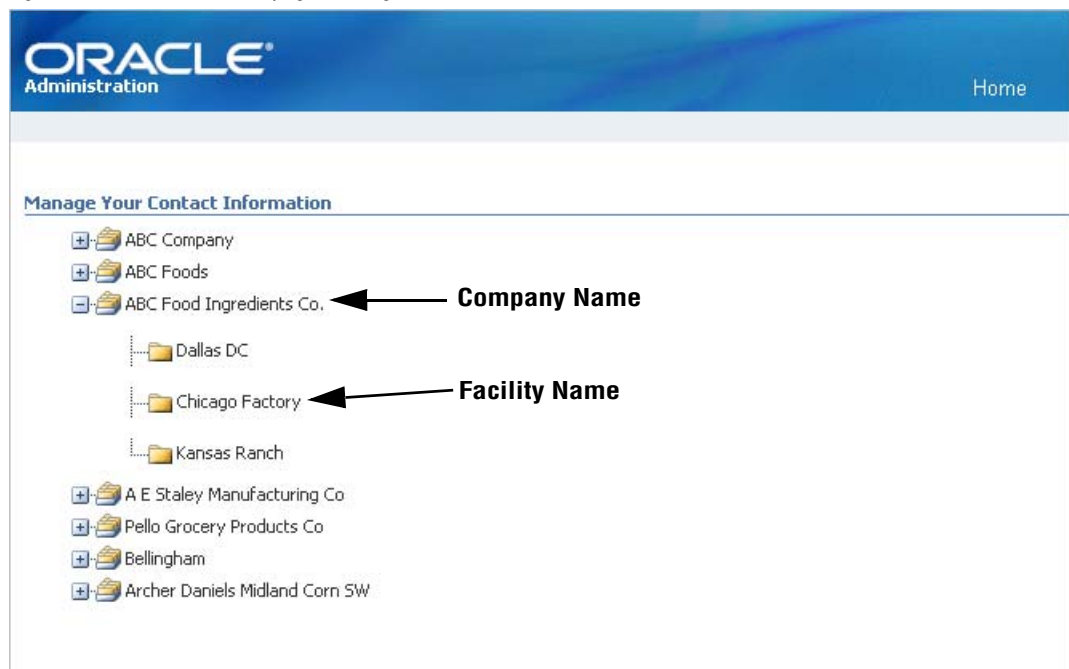 ORACLE®
Administration
Home
Manage Your Contact Information
ABC Company
ABC Foods
ABC Food Ingredients Co.
Company Name
Dallas DC
Chicago Factory
Facility Name
Kansas Ranch
A E Staley Manufacturing Co
Pello Grocery Products Co
Bellingham
Archer Daniels Midland Corn SW